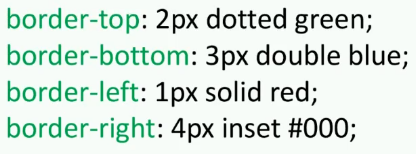 border-top: 2px dotted green;
border-bottom: 3px double blue;
border-left: 1px solid red;
border-right: 4px inset #000;